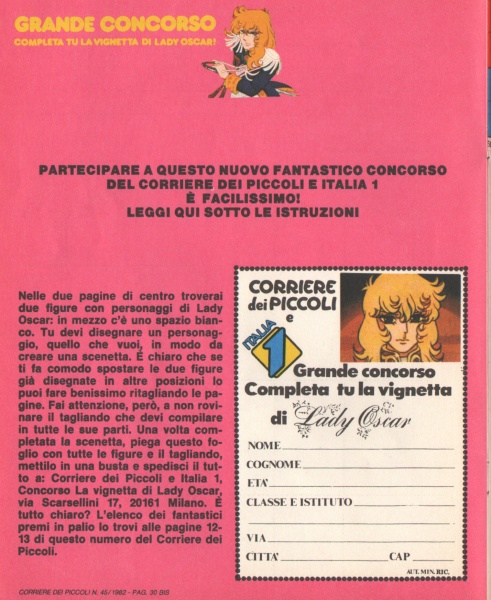 GRANDE CONCORSO
COMPLETA TU LA VIGNETTA DI LADY OSCAR!
PARTECIPARE A QUESTO NUOVO FANTASTICO CONCORSO
DEL CORRIERE DEI PICCOLI E ITALIA 1
È FACILISSIMO!
LEGGI QUI SOTTO LE ISTRUZIONI
Nelle due pagine di centro troverai
due figure con personaggi di Lady
Oscar: in mezzo c'è uno spazio bian-
co. Tu devi disegnare un personag-
gio, quello che vuoi, in modo da
creare una scenetta. È chiaro che se
ti fa comodo spostare le due figure
già disegnate in altre posizioni lo
puoi fare benissimo ritagliando le pa-
gine. Fai attenzione, però, a non rovi-
nare il tagliando che devi compilare
in tutte le sue parti. Una volta com-
pletata la scenetta, piega questo fo-
glio con tutte le figure e il tagliando,
mettilo in una busta e spedisci il tut-
to a: Corriere dei Piccoli e Italia 1,
Concorso La vignetta di Lady Oscar,
via Scarsellini 17, 20161 Milano. È
tutto chiaro? L'elenco dei fantastici
premi in palio lo trovi alle pagine 12-
13 di questo numero del Corriere dei
Piccoli.
CORRIERE
dei PICCOLI
e
ITALIA
1
Grande concorso
Completa tu la vignetta
di Lady Oscar
NOME
COGNOME
ETA'
CLASSE E ISTITUTO
VIA
CITTA' CAP
AUT. MIN. RIC.
CORRIERE DEI PICCOLI N. 45/1982 - PAG. 30 BIS